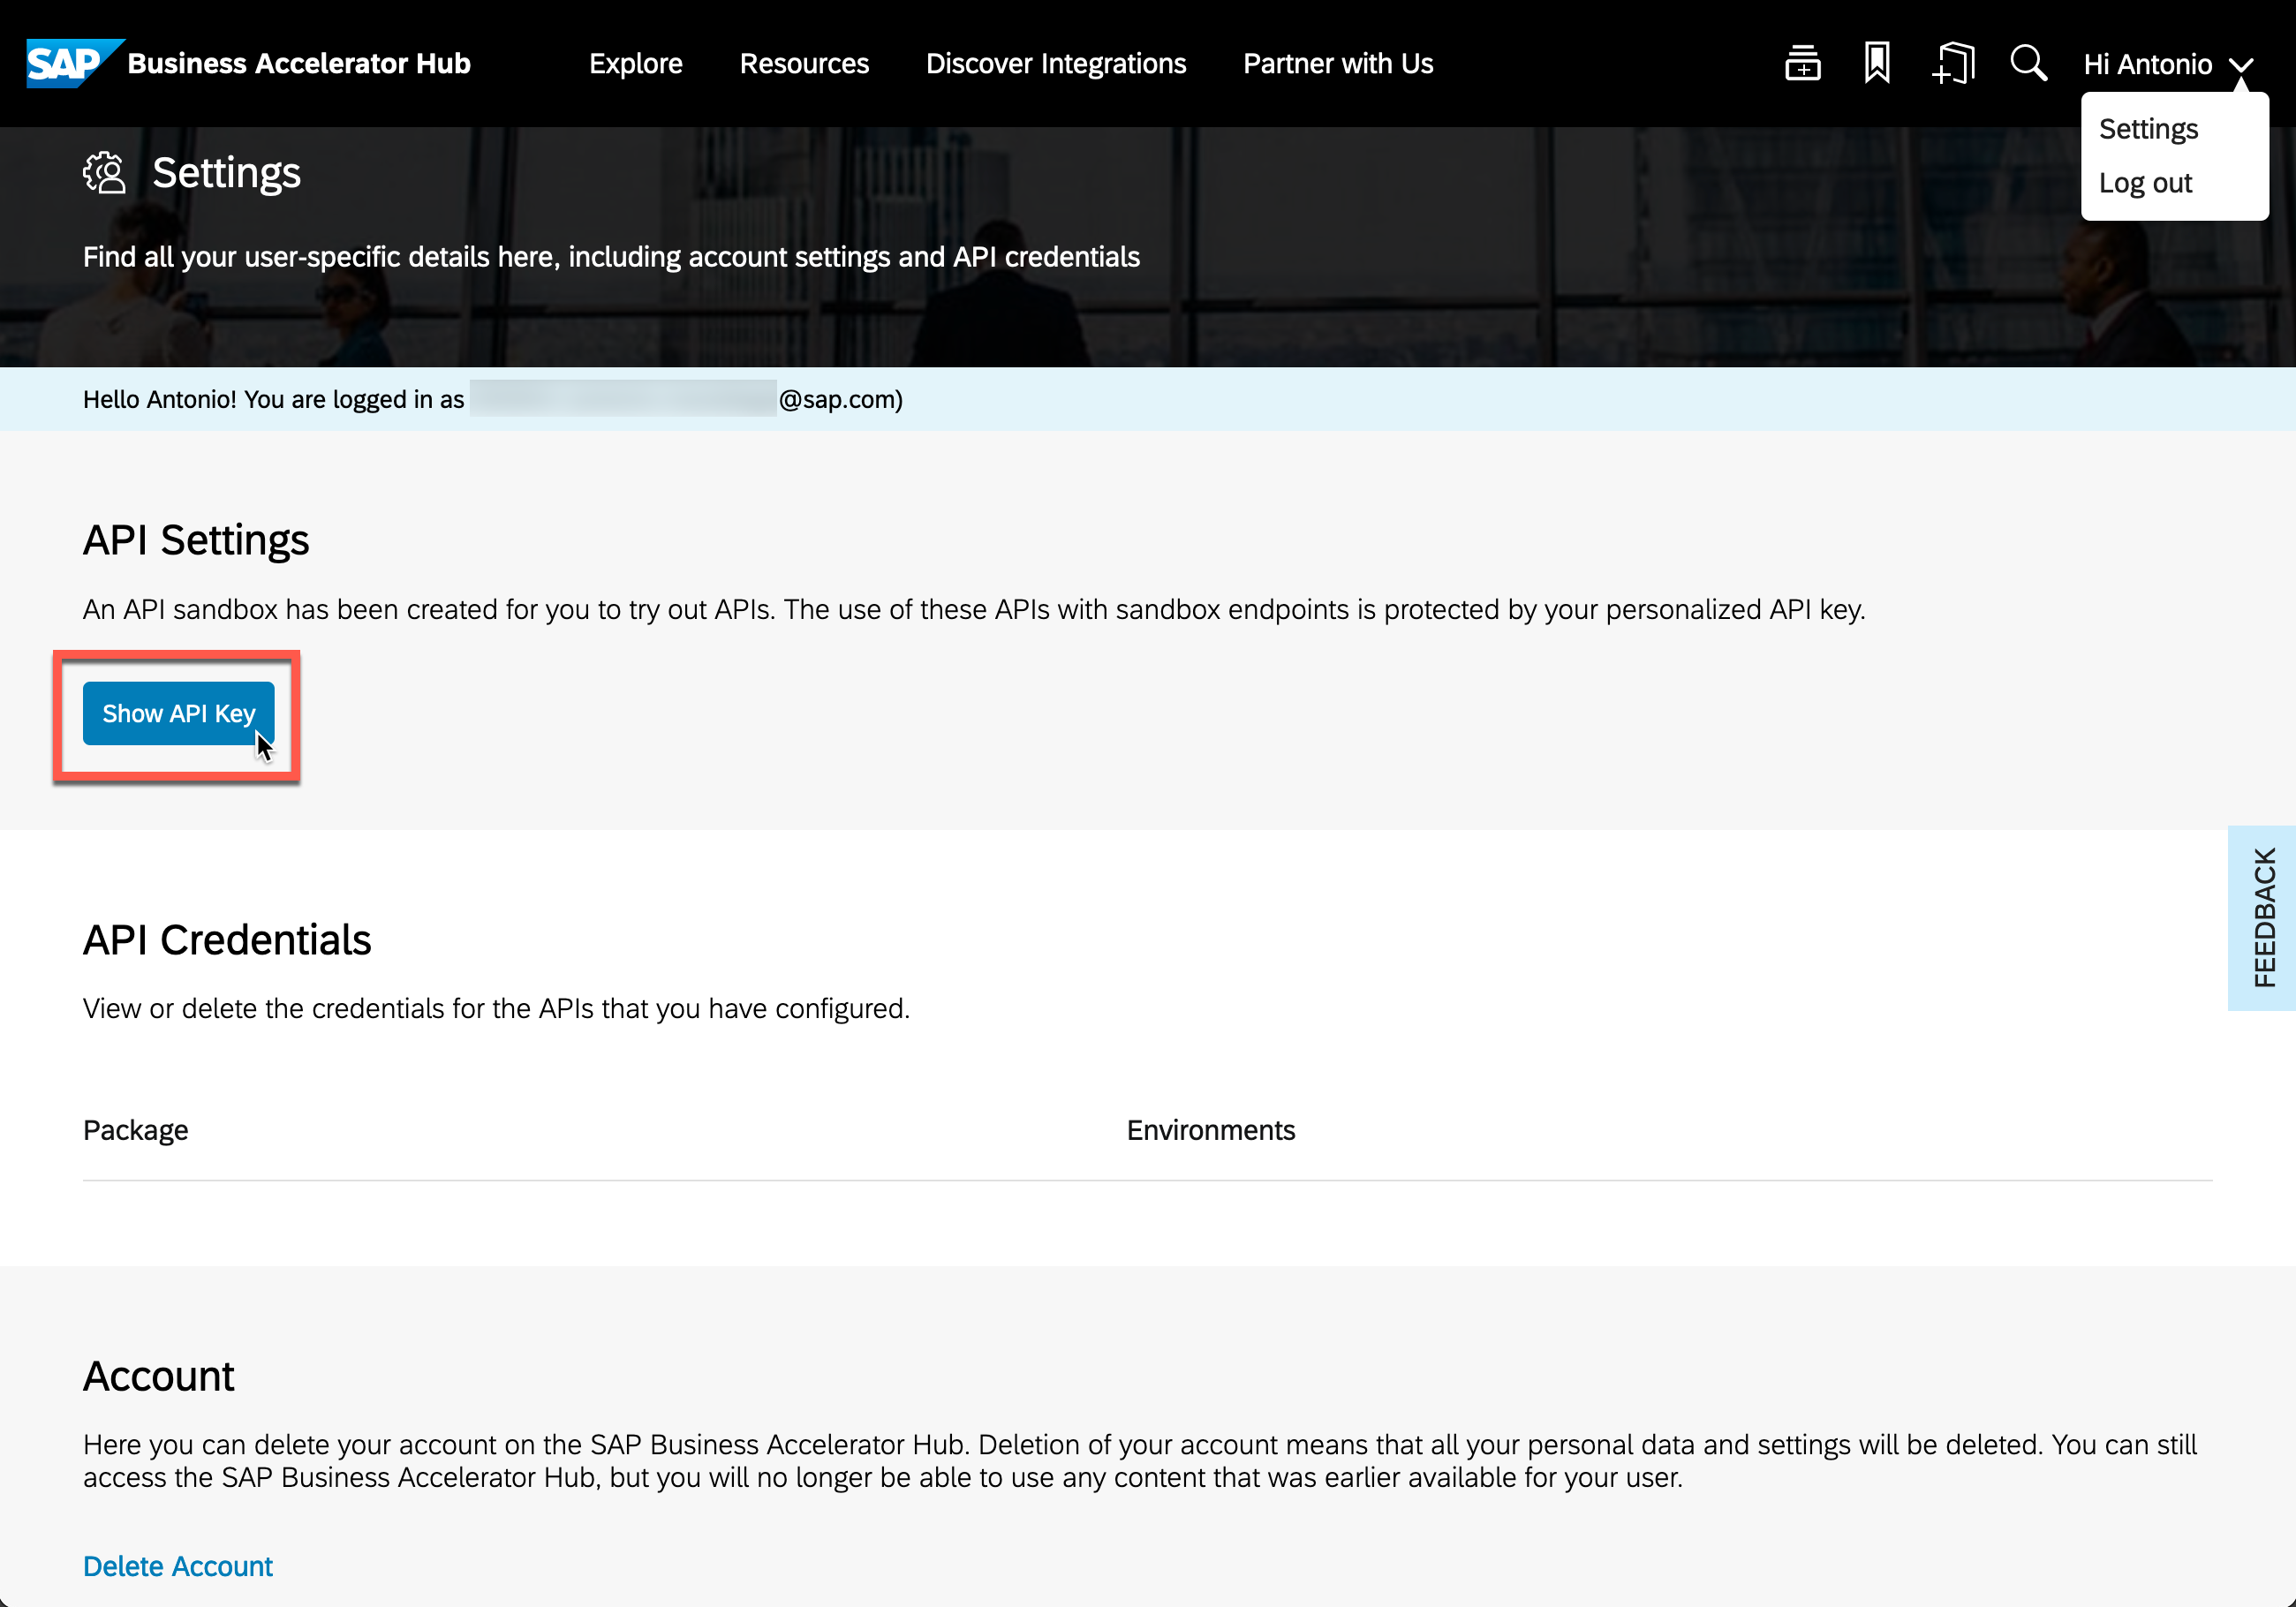 SAP Business Accelerator Hub
Explore
Resources
Discover Integrations
Partner with Us
Hi Antonio
Settings
Log out
Settings
Find all your user-specific details here, including account settings and API credentials
Hello Antonio! You are logged in as @sap.com)
API Settings
An API sandbox has been created for you to try out APIs. The use of these APIs with sandbox endpoints is protected by your personalized API key.
Show API Key
FEEDBACK
API Credentials
View or delete the credentials for the APIs that you have configured.
Package
Environments
Account
Here you can delete your account on the SAP Business Accelerator Hub. Deletion of your account means that all your personal data and settings will be deleted. You can still
access the SAP Business Accelerator Hub, but you will no longer be able to use any content that was earlier available for your user.
Delete Account